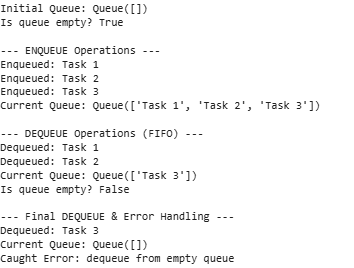 Initial Queue: Queue([])
Is queue empty? True

--- ENQUEUE Operations ---
Enqueued: Task 1
Enqueued: Task 2
Enqueued: Task 3
Current Queue: Queue(['Task 1', 'Task 2', 'Task 3'])

--- DEQUEUE Operations (FIFO) ---
Dequeued: Task 1
Dequeued: Task 2
Current Queue: Queue(['Task 3'])
Is queue empty? False

--- Final DEQUEUE & Error Handling ---
Dequeued: Task 3
Current Queue: Queue([])
Caught Error: dequeue from empty queue